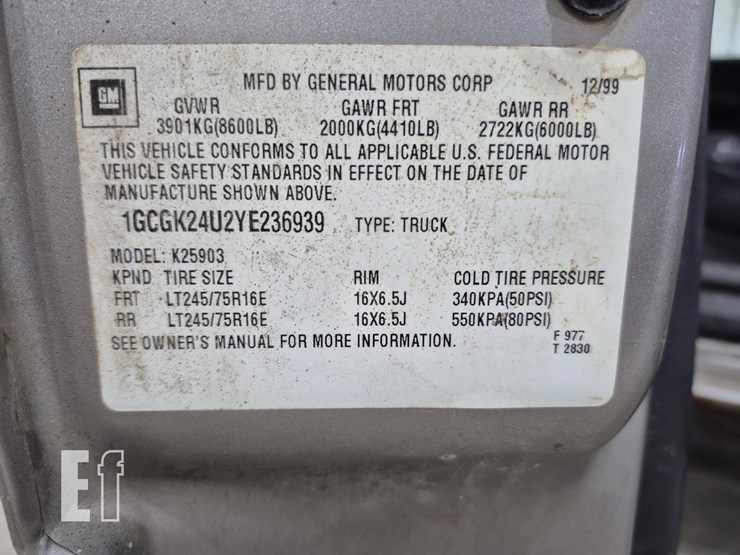 GM
MFD BY GENERAL MOTORS CORP 12/99
GVWR GAWR FRT GAWR RR
3901KG(8600LB) 2000KG(4410LB) 2722KG(6000LB)
THIS VEHICLE CONFORMS TO ALL APPLICABLE U.S. FEDERAL MOTOR
VEHICLE SAFETY STANDARDS IN EFFECT ON THE DATE OF
MANUFACTURE SHOWN ABOVE.
1GCGK24U2YE236939 TYPE: TRUCK
MODEL: K25903
KPND TIRE SIZE RIM COLD TIRE PRESSURE
FRT LT245/75R16E 16X6.5J 340KPA(50PSI)
RR LT245/75R16E 16X6.5J 550KPA(80PSI)
SEE OWNER'S MANUAL FOR MORE INFORMATION.
F 977
T 2830
Ef